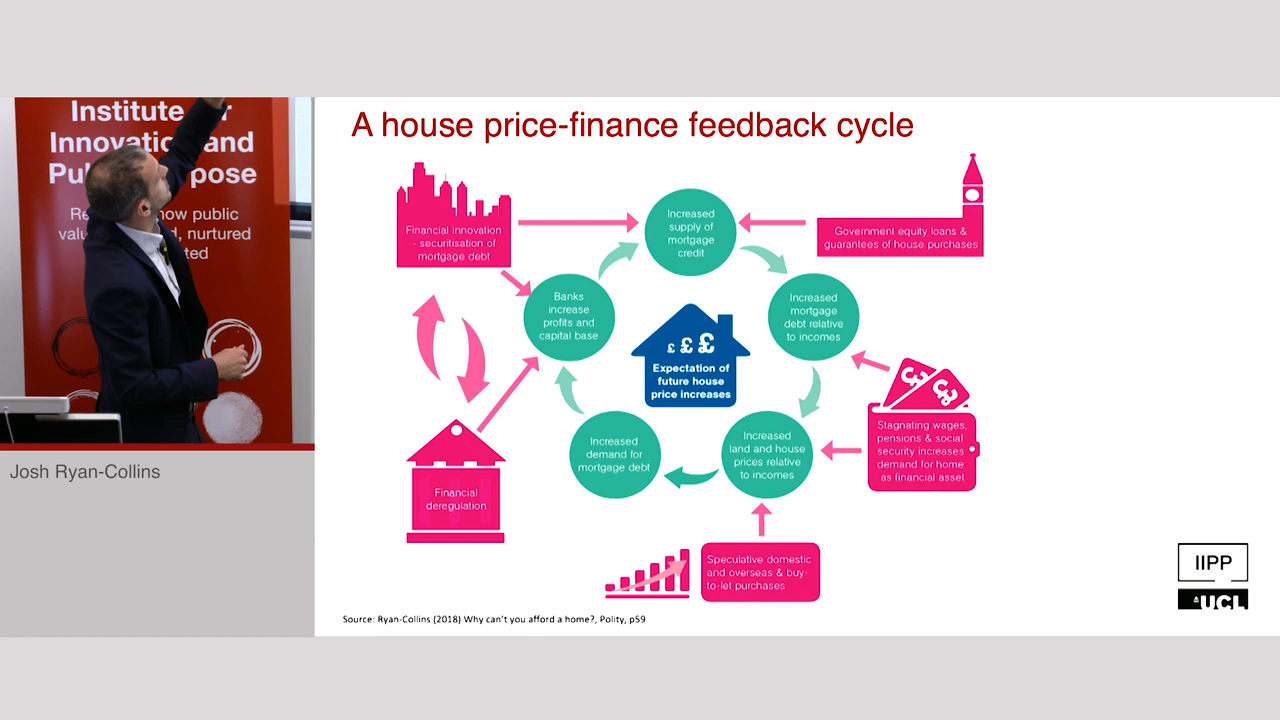 Institute
Innovatio and
Pu pose
now public
nurtured
Josh Ryan-Collins
A house price-finance feedback cycle
Financial innovation
- securitisation of
mortgage debt
Increased
supply of
mortgage
credit
Government equity loans &
guarantees of house purchases
Banks
increase
profits and
capital base
Increased
mortgage
debt relative
to incomes
£ £ £
Expectation of
future house
price increases
££
Stagnating wages,
pensions & social
security increases
demand for home
as financial asset
Increased
demand for
mortgage debt
Increased
land and house
prices relative
to incomes
Financial
deregulation
Speculative domestic
and overseas & buy-
to-let purchases
Source: Ryan-Collins (2018) Why can't you afford a home?, Polity, p59
IIPP
UCL